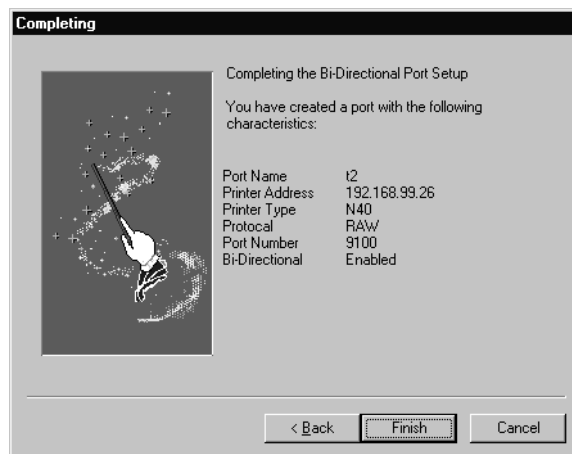 Completing
Completing the Bi-Directional Port Setup
You have created a port with the following
characteristics:
Port Name t2
Printer Address 192.168.99.26
Printer Type N40
Protocal RAW
Port Number 9100
Bi-Directional Enabled
< Back Finish Cancel